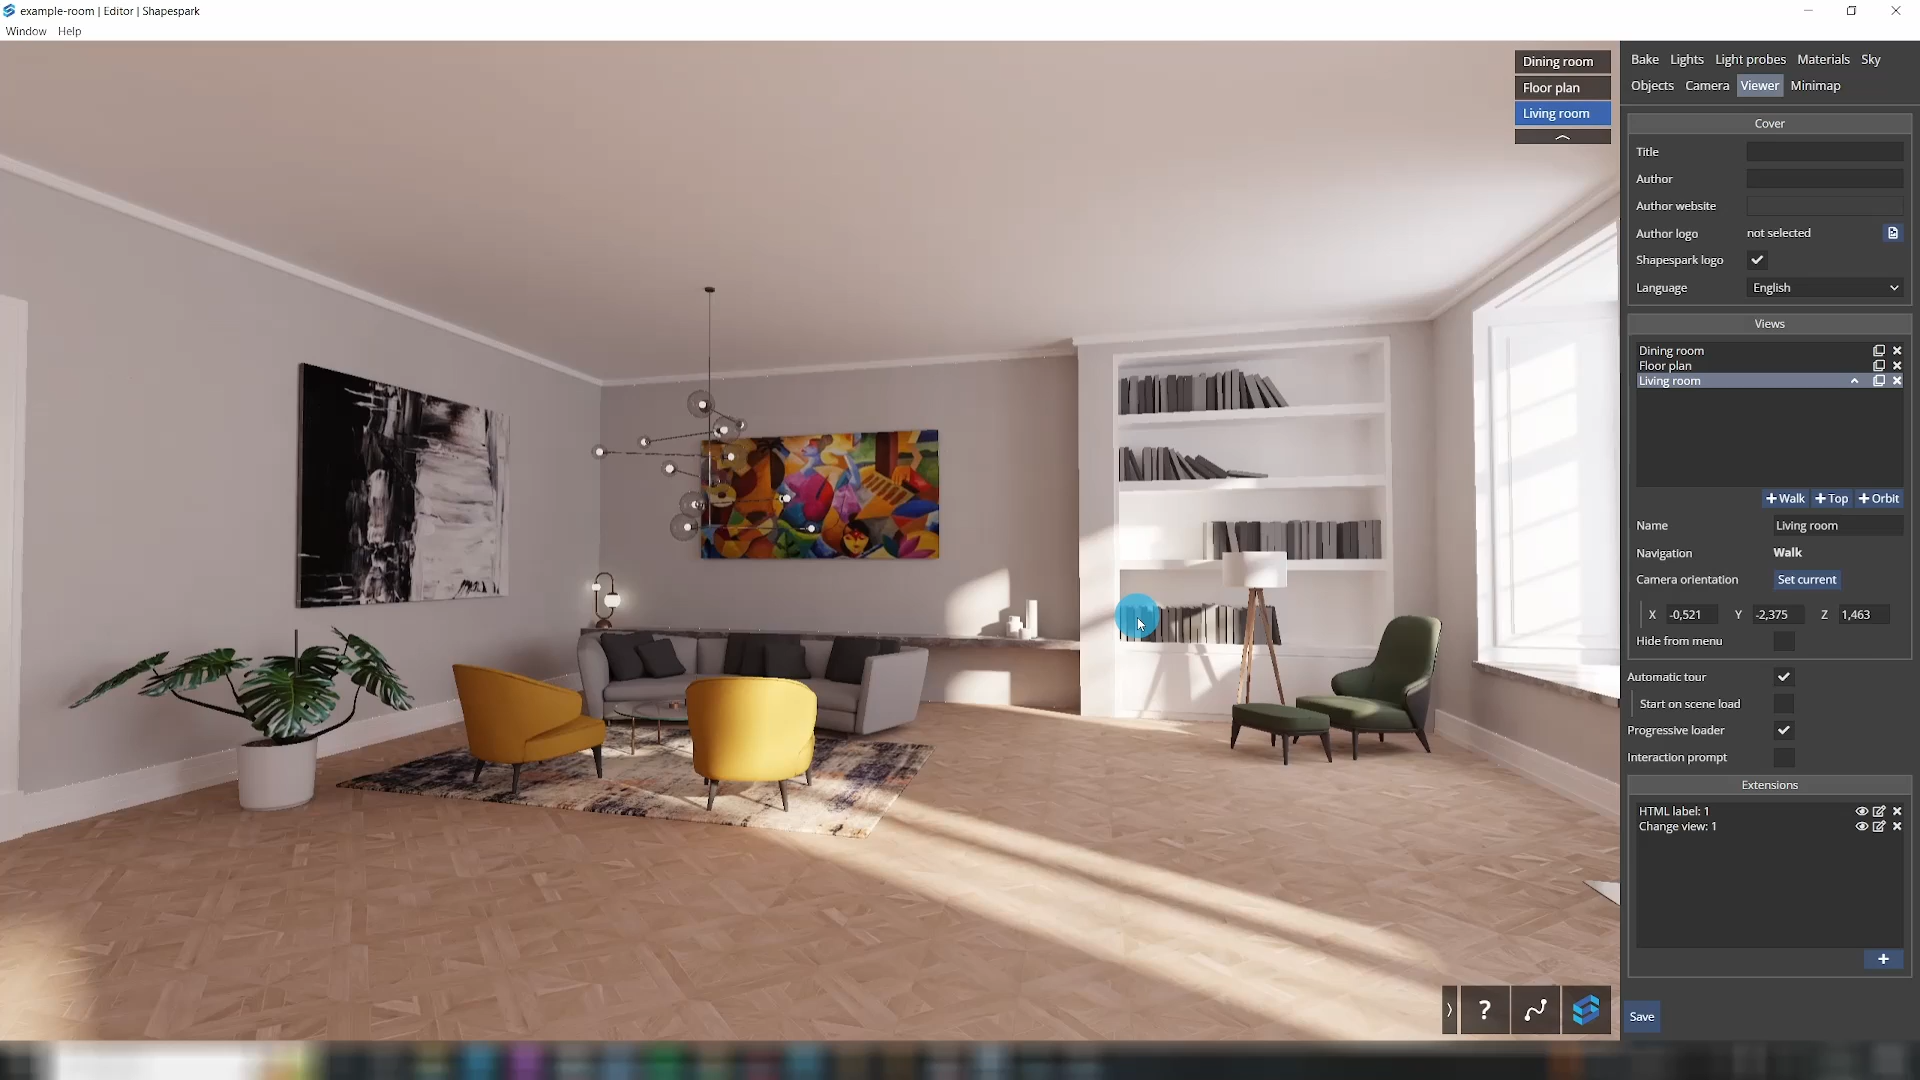 example-room | Editor | Shapespark
Window Help
Dining room
Floor plan
Living room
Bake Lights Light probes Materials Sky
Objects Camera Viewer Minimap
Cover
Title
Author
Author website
Author logo not selected
Shapespark logo
Language English
Views
Dining room
Floor plan
Living room
+ Walk + Top + Orbit
Name Living room
Navigation Walk
Camera orientation Set current
X -0,521 Y -2,375 Z 1,463
Hide from menu
Automatic tour
Start on scene load
Progressive loader
Interaction prompt
Extensions
HTML label: 1
Change view: 1
+
?
Save